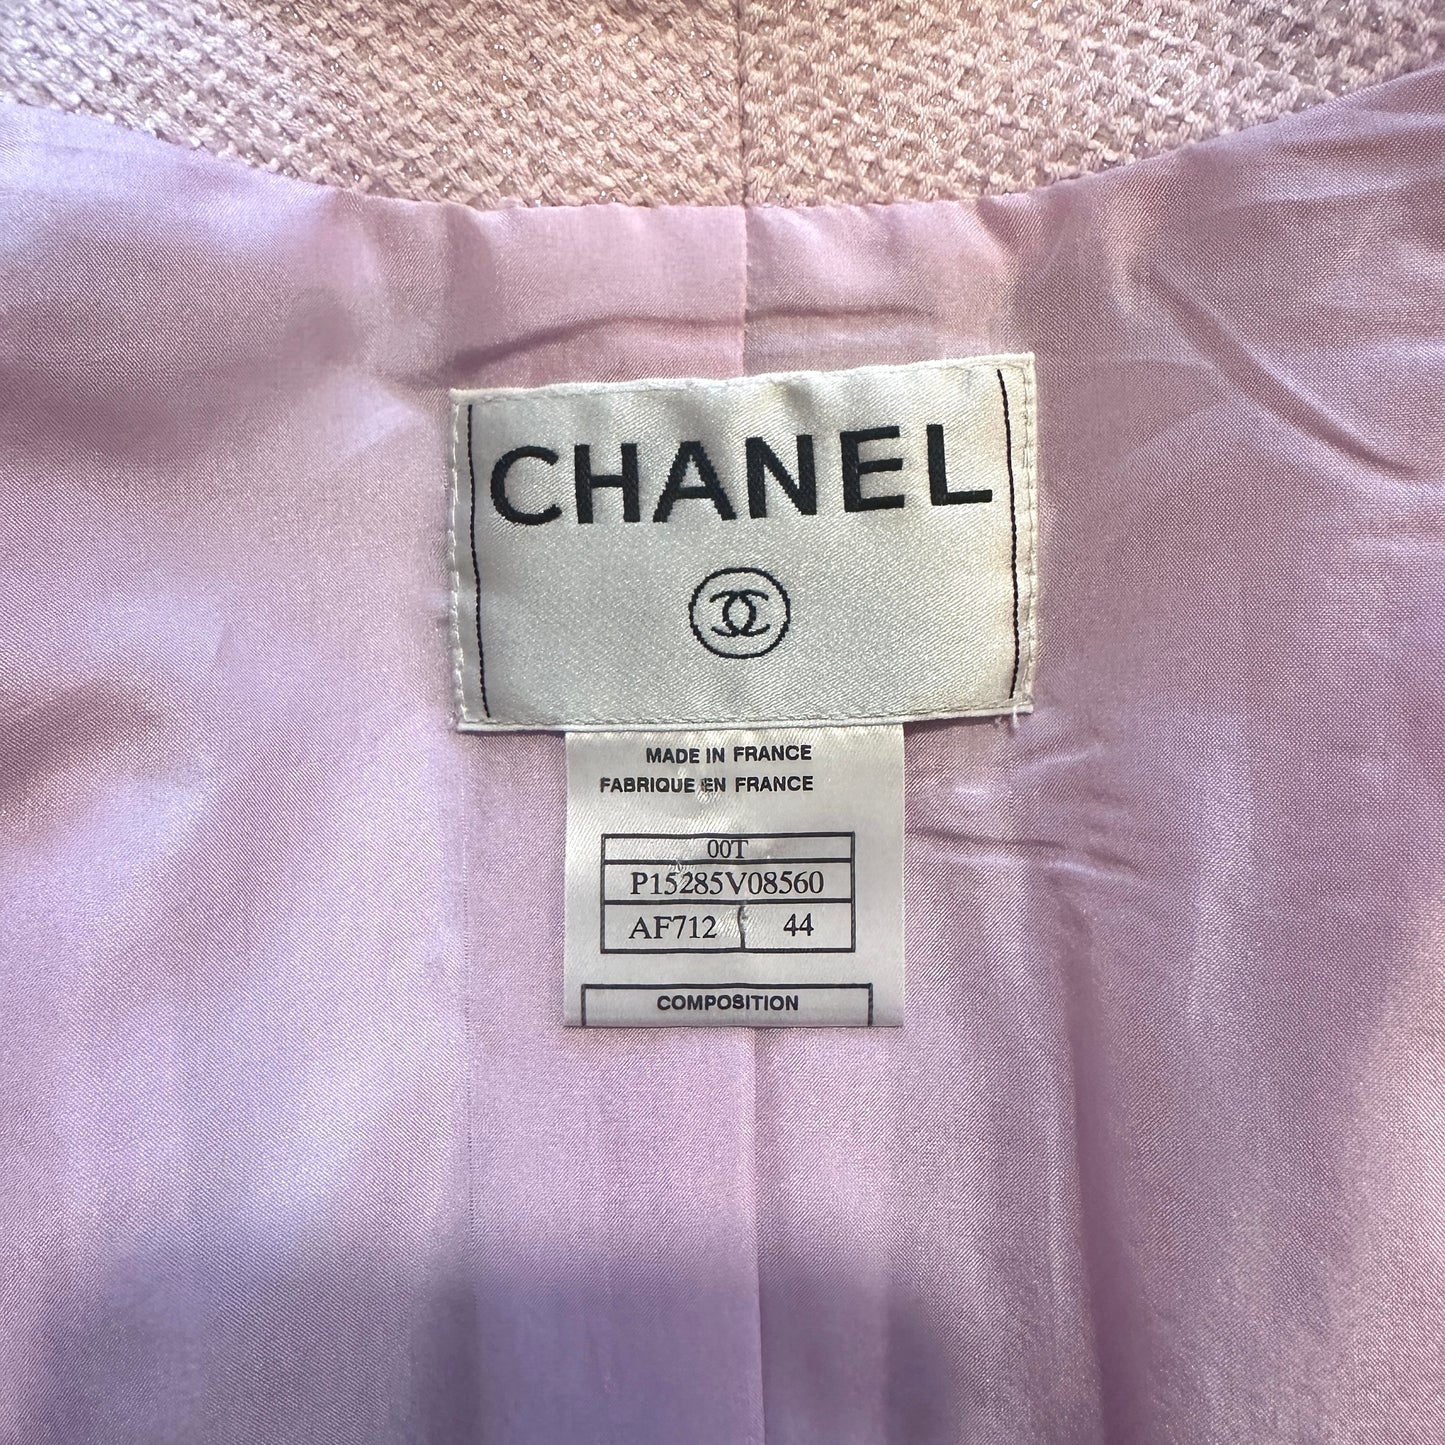 CHANEL
MADE IN FRANCE
FABRIQUE EN FRANCE
00T
P15285V08560
AF712 44
COMPOSITION